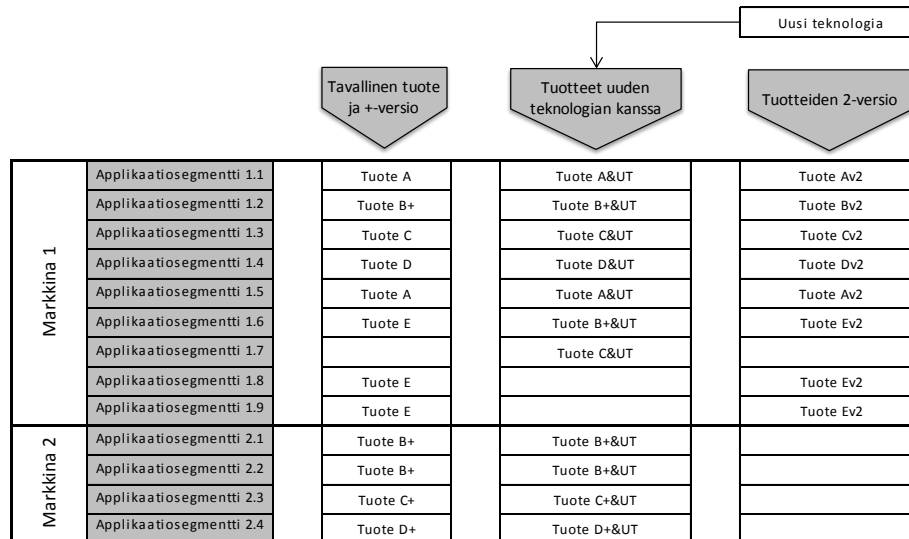 Uusi teknologia
Tavallinen tuote
ja +-versio
Tuotteet uuden
teknologian kanssa
Tuotteiden 2-versio
Markkina 1
Applikaatiosegmentti 1.1 Tuote A Tuote A&UT Tuote Av2
Applikaatiosegmentti 1.2 Tuote B+ Tuote B+&UT Tuote Bv2
Applikaatiosegmentti 1.3 Tuote C Tuote C&UT Tuote Cv2
Applikaatiosegmentti 1.4 Tuote D Tuote D&UT Tuote Dv2
Applikaatiosegmentti 1.5 Tuote A Tuote A&UT Tuote Av2
Applikaatiosegmentti 1.6 Tuote E Tuote B+&UT Tuote Ev2
Applikaatiosegmentti 1.7 Tuote C&UT
Applikaatiosegmentti 1.8 Tuote E Tuote Ev2
Applikaatiosegmentti 1.9 Tuote E Tuote Ev2
Markkina 2
Applikaatiosegmentti 2.1 Tuote B+ Tuote B+&UT
Applikaatiosegmentti 2.2 Tuote B+ Tuote B+&UT
Applikaatiosegmentti 2.3 Tuote C+ Tuote C+&UT
Applikaatiosegmentti 2.4 Tuote D+ Tuote D+&UT